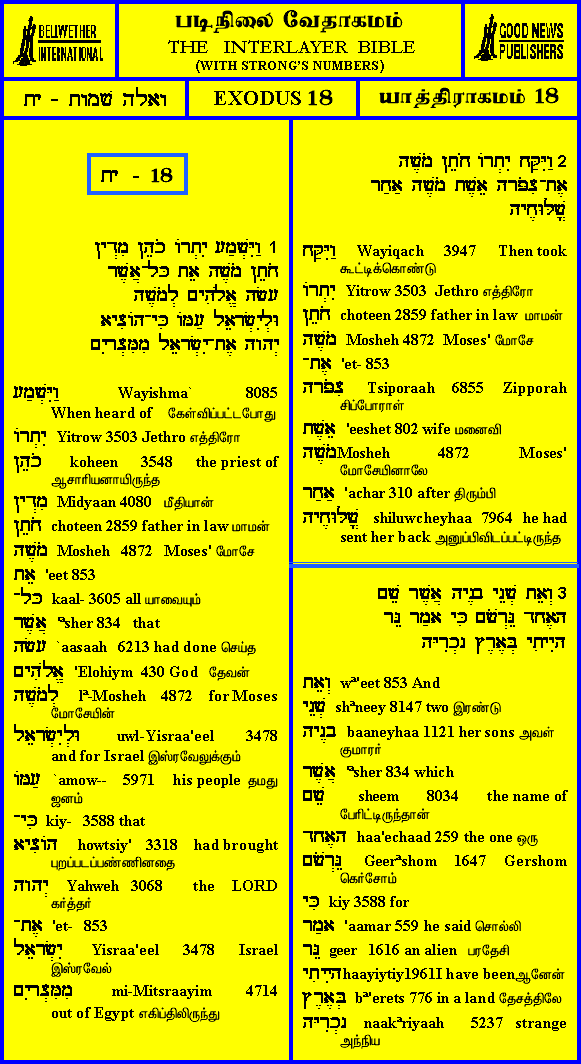 BELLWETHER
INTERNATIONAL
படிநிலை வேதாகமம்
THE INTERLAYER BIBLE
(WITH STRONG'S NUMBERS)
GOOD NEWS
PUBLISHERS
ואלה שמות - יח
EXODUS 18
யாத்திராகமம் 18
יח - 18
1 וַיִּשְׁמַע יִתְרוֹ כֹהֵן מִדְיָן
חֹתֵן מֹשֶׁה אֵת כָּל־אֲשֶׁר
עָשָׂה אֱלֹהִים לְמֹשֶׁה
וּלְיִשְׂרָאֵל עַמּוֹ כִּי־הוֹצִיא
יְהוָה אֶת־יִשְׂרָאֵל מִמִּצְרָיִם
וַיִּשְׁמַע Wayishma` 8085
When heard of கேள்விப்பட்டபோது
יִתְרוֹ Yitrow 3503 Jethro எத்திரோ
כֹהֵן koheen 3548 the priest of
ஆசாரியனாயிருந்த
מִדְיָן Midyaan 4080 மீதியான்
חֹתֵן choteen 2859 father in law மாமன்
מֹשֶׁה Mosheh 4872 Moses' மோசே
אֵת 'eet 853
כָּל־ kaal- 3605 all யாவையும்
אֲשֶׁר ªsher 834 that
עָשָׂה `aasaah 6213 had done செய்த
אֱלֹהִים 'Elohiym 430 God தேவன்
לְמֹשֶׁה lª-Mosheh 4872 for Moses
மோசேயின்
וּלְיִשְׂרָאֵל uwl-Yisraa'eel 3478
and for Israel இஸ்ரவேலுக்கும்
עַמּוֹ `amow-- 5971 his people தமது
ஜனம்
כִּי־ kiy- 3588 that
הוֹצִיא howtsiy' 3318 had brought
புறப்படப்பண்ணினதை
יְהוָה Yahweh 3068 the LORD
கர்த்தர்
אֶת־ 'et- 853
יִשְׂרָאֵל Yisraa'eel 3478 Israel
இஸ்ரவேல்
מִמִּצְרָיִם mi-Mitsraayim 4714
out of Egypt எகிப்திலிருந்து
2 וַיִּקַּח יִתְרוֹ חֹתֵן מֹשֶׁה
אֶת־צִפֹּרָה אֵשֶׁת מֹשֶׁה אַחַר
שִׁלּוּחֶיהָ
וַיִּקַּח Wayiqach 3947 Then took
கூட்டிக்கொண்டு
יִתְרוֹ Yitrow 3503 Jethro எத்திரோ
חֹתֵן choteen 2859 father in law மாமன்
מֹשֶׁה Mosheh 4872 Moses' மோசே
אֶת־ 'et- 853
צִפֹּרָה Tsiporaah 6855 Zipporah
சிப்போராள்
אֵשֶׁת 'eeshet 802 wife மனைவி
מֹשֶׁה Mosheh 4872 Moses'
மோசேயினாலே
אַחַר 'achar 310 after திரும்பி
שִׁלּוּחֶיהָ shiluwcheyhaa 7964 he had
sent her back அனுப்பிவிடப்பட்டிருந்த
3 וְאֵת שְׁנֵי בָנֶיהָ אֲשֶׁר שֵׁם
הָאֶחָד גֵּרְשֹׁם כִּי אָמַר גֵּר
הָיִיתִי בְּאֶרֶץ נָכְרִיָּה
וְאֵת wª'eet 853 And
שְׁנֵי shªneey 8147 two இரண்டு
בָנֶיהָ baaneyhaa 1121 her sons அவள்
குமாரர்
אֲשֶׁר ªsher 834 which
שֵׁם sheem 8034 the name of
பேரிட்டிருந்தான்
הָאֶחָד haa'echaad 259 the one ஒரு
גֵּרְשֹׁם Geerªshom 1647 Gershom
கெர்சோம்
כִּי kiy 3588 for
אָמַר 'aamar 559 he said சொல்லி
גֵּר geer 1616 an alien பரதேசி
הָיִיתִי haayiytiy1961I have been ஆனேன்
בְּאֶרֶץ bª'erets 776 in a land தேசத்திலே
נָכְרִיָּה naakªriyaah 5237 strange
அந்நிய